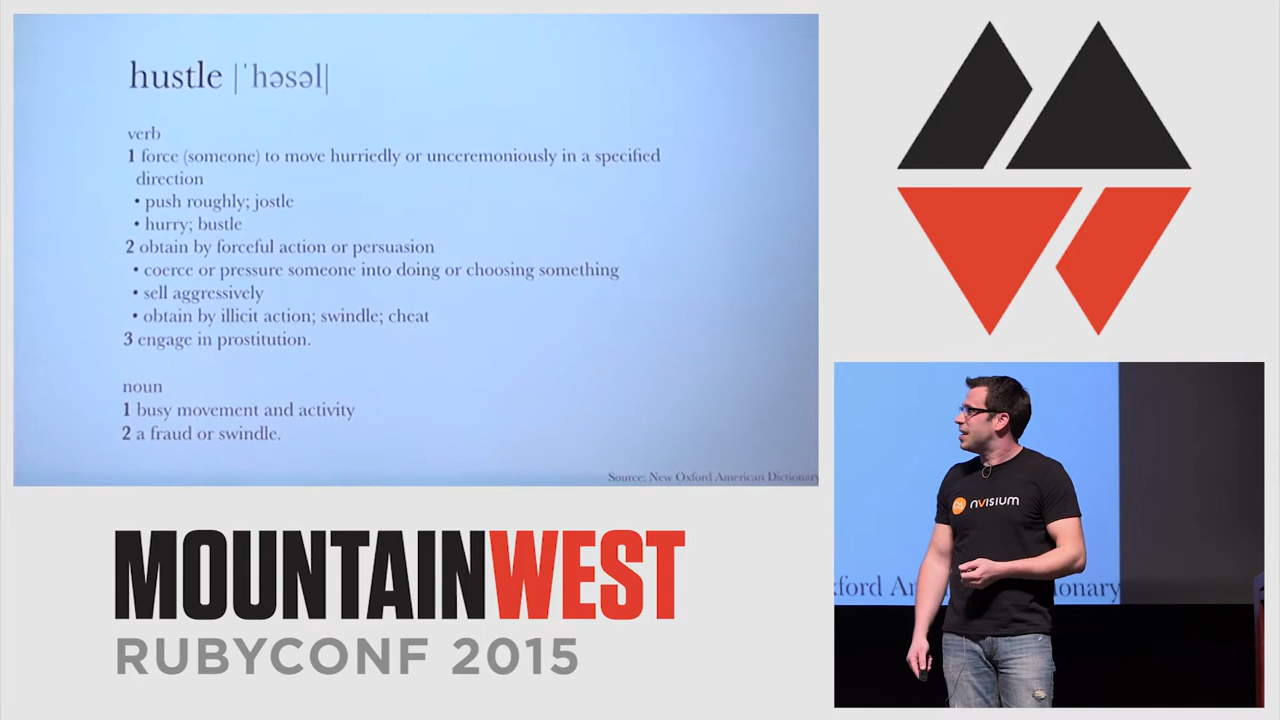 hustle |ˈhəsəl|
verb
1 force (someone) to move hurriedly or unceremoniously in a specified
direction
• push roughly; jostle
• hurry; bustle
2 obtain by forceful action or persuasion
• coerce or pressure someone into doing or choosing something
• sell aggressively
• obtain by illicit action; swindle; cheat
3 engage in prostitution.
noun
1 busy movement and activity
2 a fraud or swindle.
Source: New Oxford American Dictionary
MOUNTAINWEST
RUBYCONF 2015
nVISIUM
xford Am onary